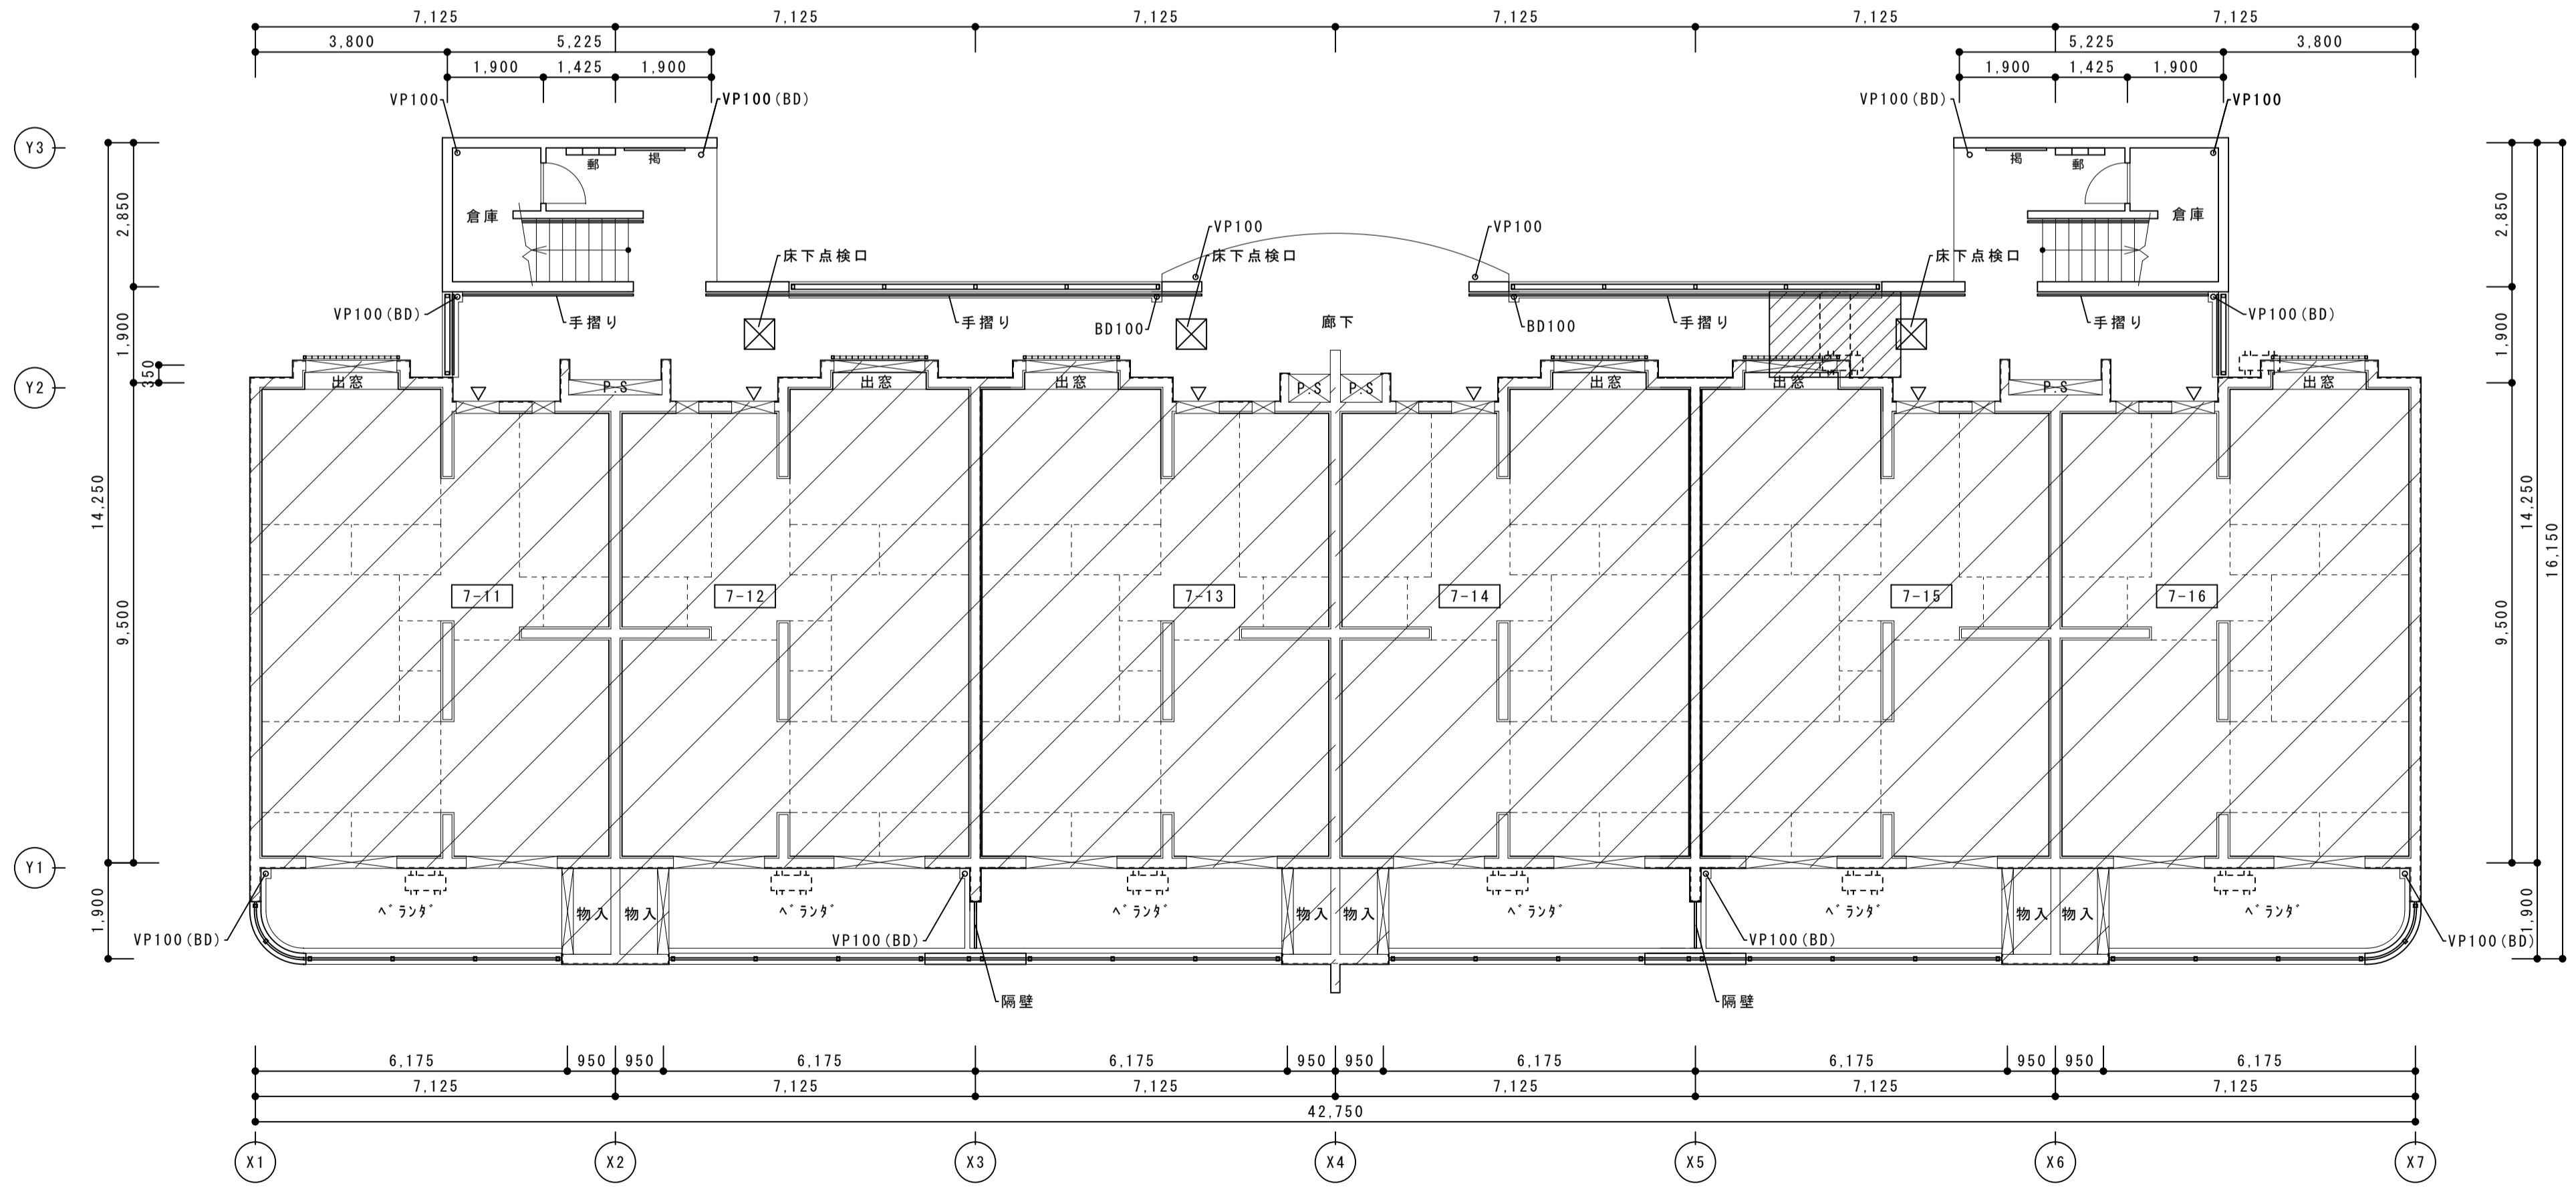 7,125 7,125 7,125 7,125 7,125 7,125
3,800 5,225 5,225 3,800
1,900 1,425 1,900 1,900 1,425 1,900
VP100 VP100(BD) VP100(BD) VP100
Y3
郵 掲 掲 郵
倉庫 倉庫
2,850 2,850
VP100 VP100
床下点検口 床下点検口 床下点検口
VP100(BD) 手摺り 手摺り BD100 廊下 BD100 手摺り 手摺り VP100(BD)
1,900 1,900
350
Y2
出窓 P.S 出窓 出窓 P.S P.S 出窓 出窓 P.S 出窓
14,250 14,250
16,150
9,500 9,500
7-11 7-12 7-13 7-14 7-15 7-16
Y1
1,900 1,900
ﾍﾞﾗﾝﾀﾞ 物入 物入 ﾍﾞﾗﾝﾀﾞ ﾍﾞﾗﾝﾀﾞ 物入 物入 ﾍﾞﾗﾝﾀﾞ ﾍﾞﾗﾝﾀﾞ 物入 物入 ﾍﾞﾗﾝﾀﾞ
VP100(BD) VP100(BD) VP100(BD) VP100(BD)
隔壁 隔壁
6,175 950 950 6,175 6,175 950 950 6,175 6,175 950 950 6,175
7,125 7,125 7,125 7,125 7,125 7,125
42,750
X1 X2 X3 X4 X5 X6 X7